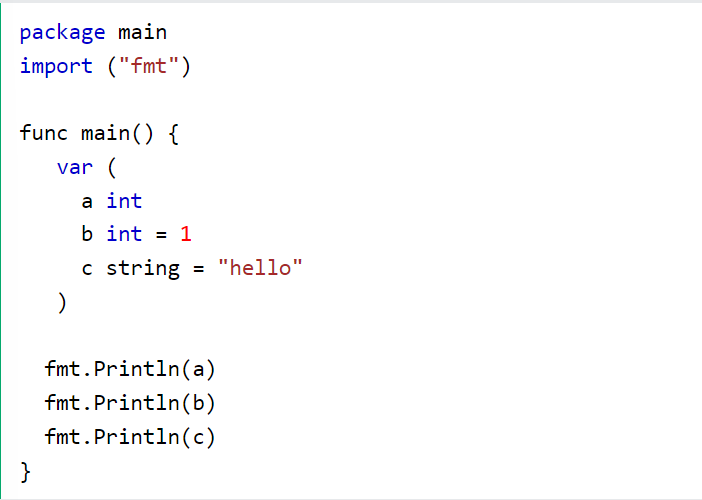 package main
import ("fmt")

func main() {
   var (
     a int
     b int = 1
     c string = "hello"
   )

  fmt.Println(a)
  fmt.Println(b)
  fmt.Println(c)
}